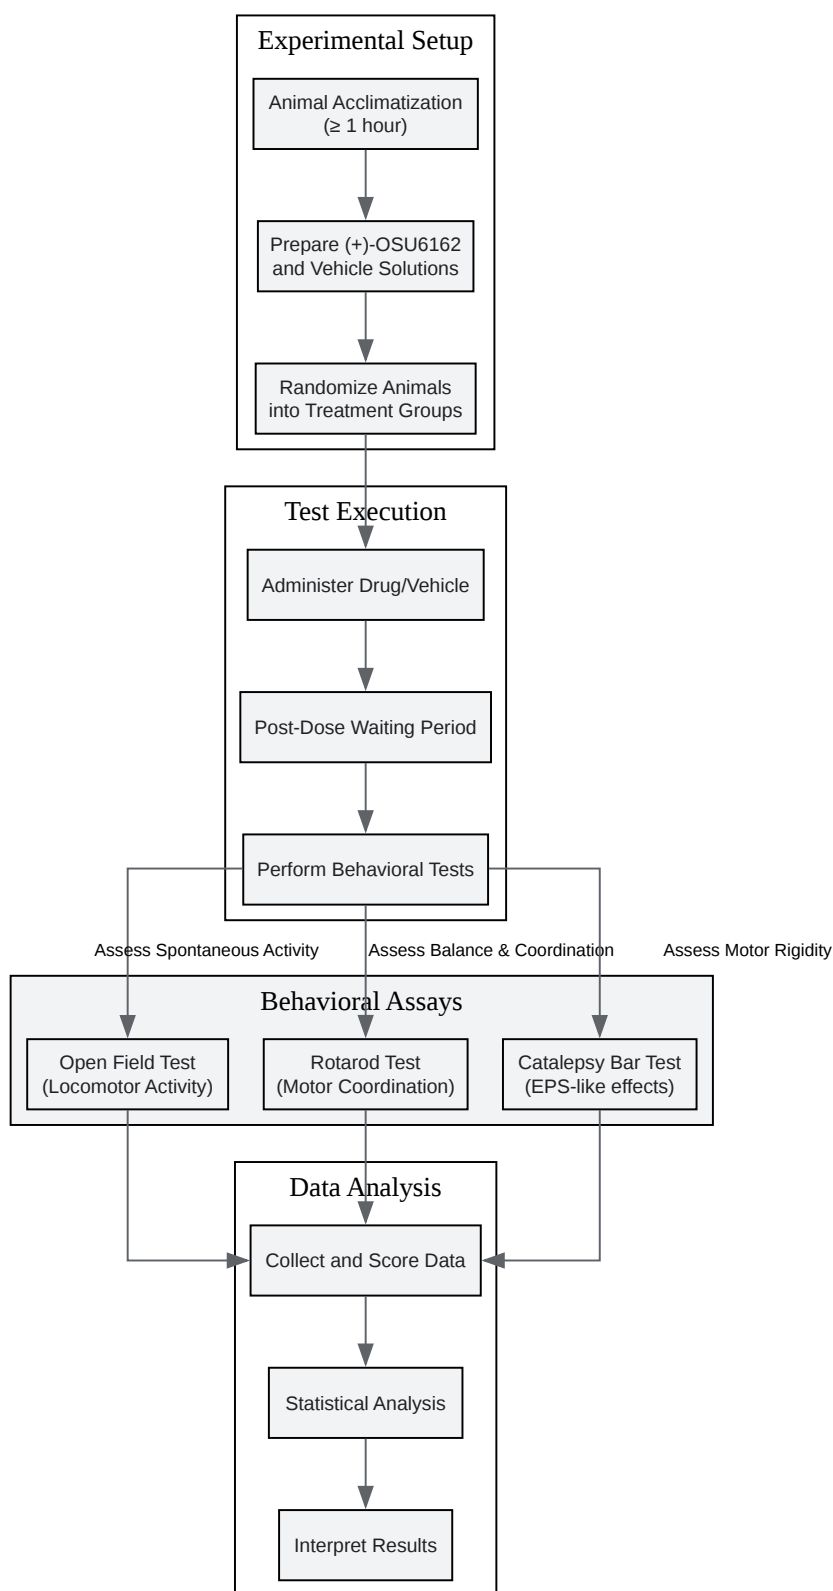 Experimental Setup
Animal Acclimatization
(≥ 1 hour)
Prepare (+)-OSU6162
and Vehicle Solutions
Randomize Animals
into Treatment Groups
Test Execution
Administer Drug/Vehicle
Post-Dose Waiting Period
Perform Behavioral Tests
Assess Spontaneous Activity
Assess Balance & Coordination
Assess Motor Rigidity
Behavioral Assays
Open Field Test
(Locomotor Activity)
Rotarod Test
(Motor Coordination)
Catalepsy Bar Test
(EPS-like effects)
Data Analysis
Collect and Score Data
Statistical Analysis
Interpret Results